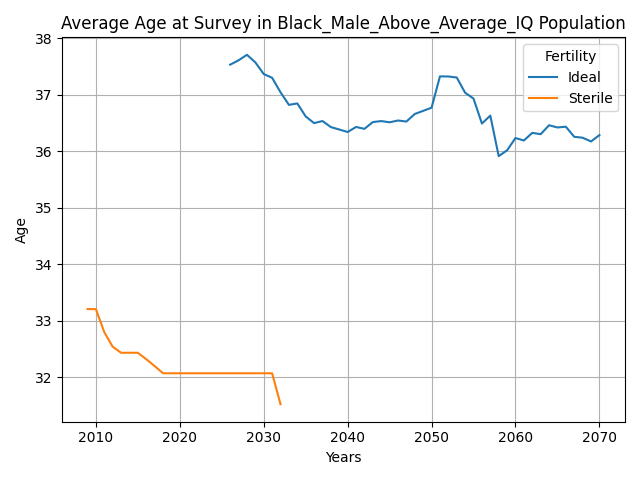 Average Age at Survey in Black_Male_Above_Average_IQ Population
Fertility
Ideal
Sterile
38
37
36
35
34
33
32
Age
2010 2020 2030 2040 2050 2060 2070
Years